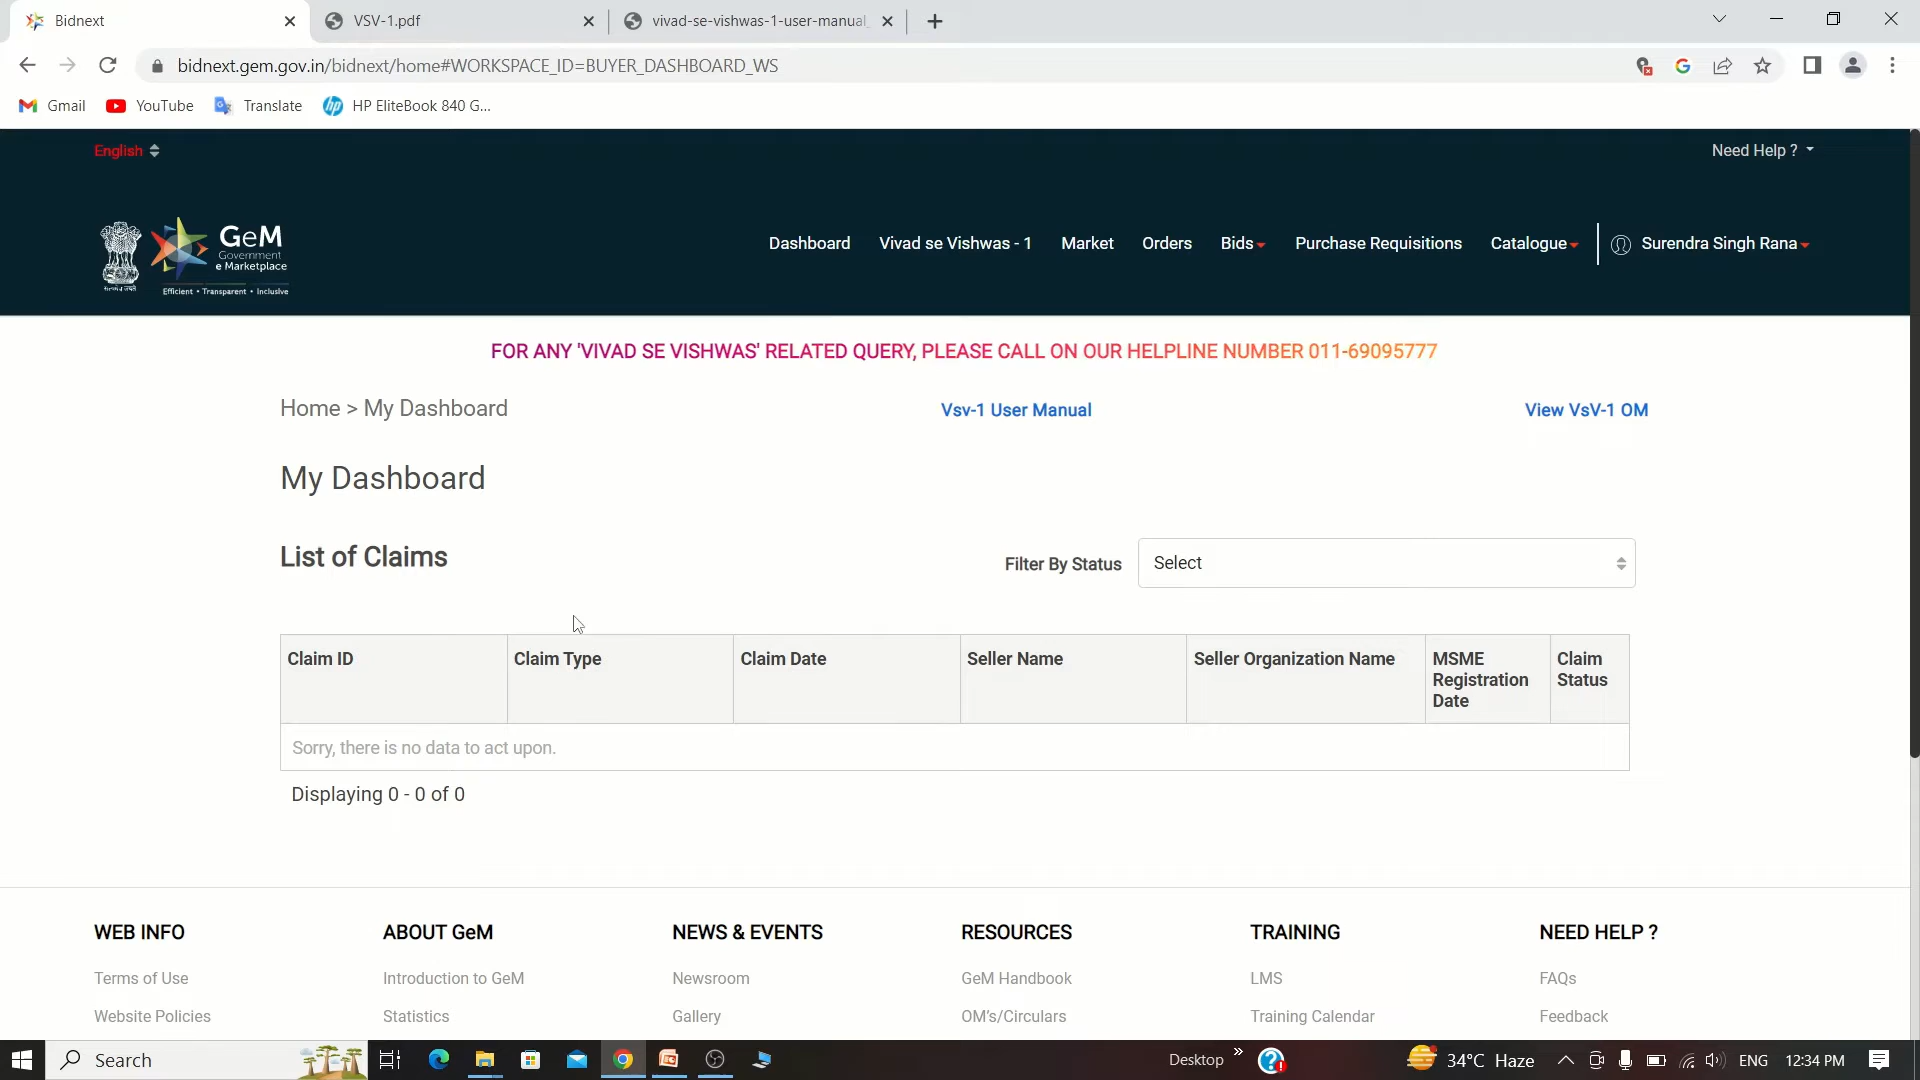 Bidnext
VSV-1.pdf
vivad-se-vishwas-1-user-manual_
bidnext.gem.gov.in/bidnext/home#WORKSPACE_ID=BUYER_DASHBOARD_WS
Gmail
YouTube
Translate
HP EliteBook 840 G...
English
Need Help ?
GeM
Government
e Marketplace
Efficient • Transparent • Inclusive
Dashboard
Vivad se Vishwas - 1
Market
Orders
Bids
Purchase Requisitions
Catalogue
Surendra Singh Rana
FOR ANY 'VIVAD SE VISHWAS' RELATED QUERY, PLEASE CALL ON OUR HELPLINE NUMBER 011-69095777
Home > My Dashboard
Vsv-1 User Manual
View VsV-1 OM
My Dashboard
List of Claims
Filter By Status
Select
Claim ID
Claim Type
Claim Date
Seller Name
Seller Organization Name
MSME
Registration
Date
Claim
Status
Sorry, there is no data to act upon.
Displaying 0 - 0 of 0
WEB INFO
ABOUT GeM
NEWS & EVENTS
RESOURCES
TRAINING
NEED HELP ?
Terms of Use
Introduction to GeM
Newsroom
GeM Handbook
LMS
FAQs
Website Policies
Statistics
Gallery
OM's/Circulars
Training Calendar
Feedback
Search
Desktop
34°C Haze
ENG
12:34 PM